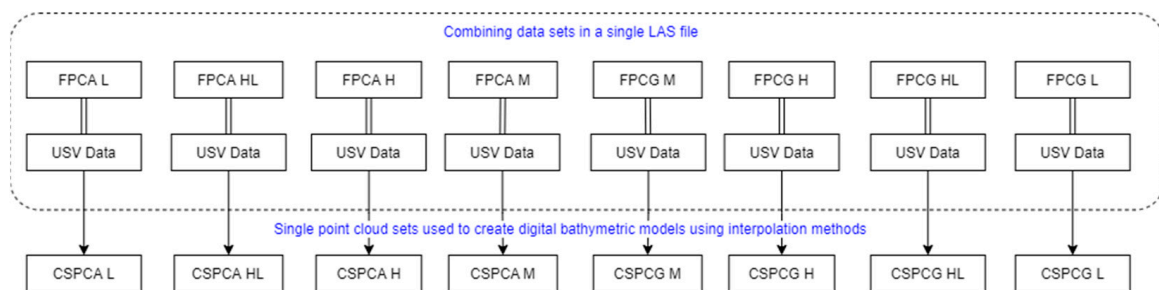 Combining data sets in a single LAS file
FPCA L FPCA HL FPCA H FPCA M FPCG M FPCG H FPCG HL FPCG L
USV Data USV Data USV Data USV Data USV Data USV Data USV Data USV Data
Single point cloud sets used to create digital bathymetric models using interpolation methods
CSPCA L CSPCA HL CSPCA H CSPCA M CSPCG M CSPCG H CSPCG HL CSPCG L